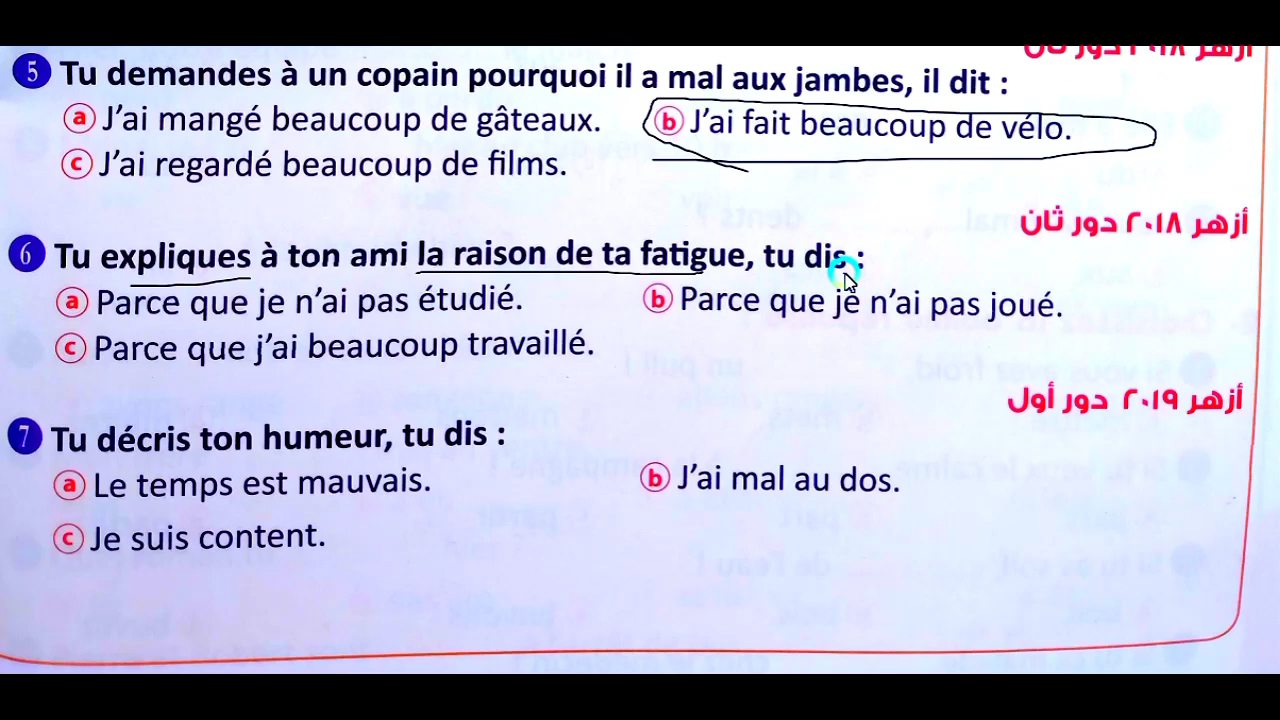 أزهر ٢٠١٨ دور ثان
5 Tu demandes à un copain pourquoi il a mal aux jambes, il dit :
a J'ai mangé beaucoup de gâteaux. b J'ai fait beaucoup de vélo.
c J'ai regardé beaucoup de films.
أزهر ٢٠١٨ دور ثان
6 Tu expliques à ton ami la raison de ta fatigue, tu dis :
a Parce que je n'ai pas étudié. b Parce que je n'ai pas joué.
c Parce que j'ai beaucoup travaillé.
أزهر ٢٠١٩ دور أول
7 Tu décris ton humeur, tu dis :
a Le temps est mauvais. b J'ai mal au dos.
c Je suis content.